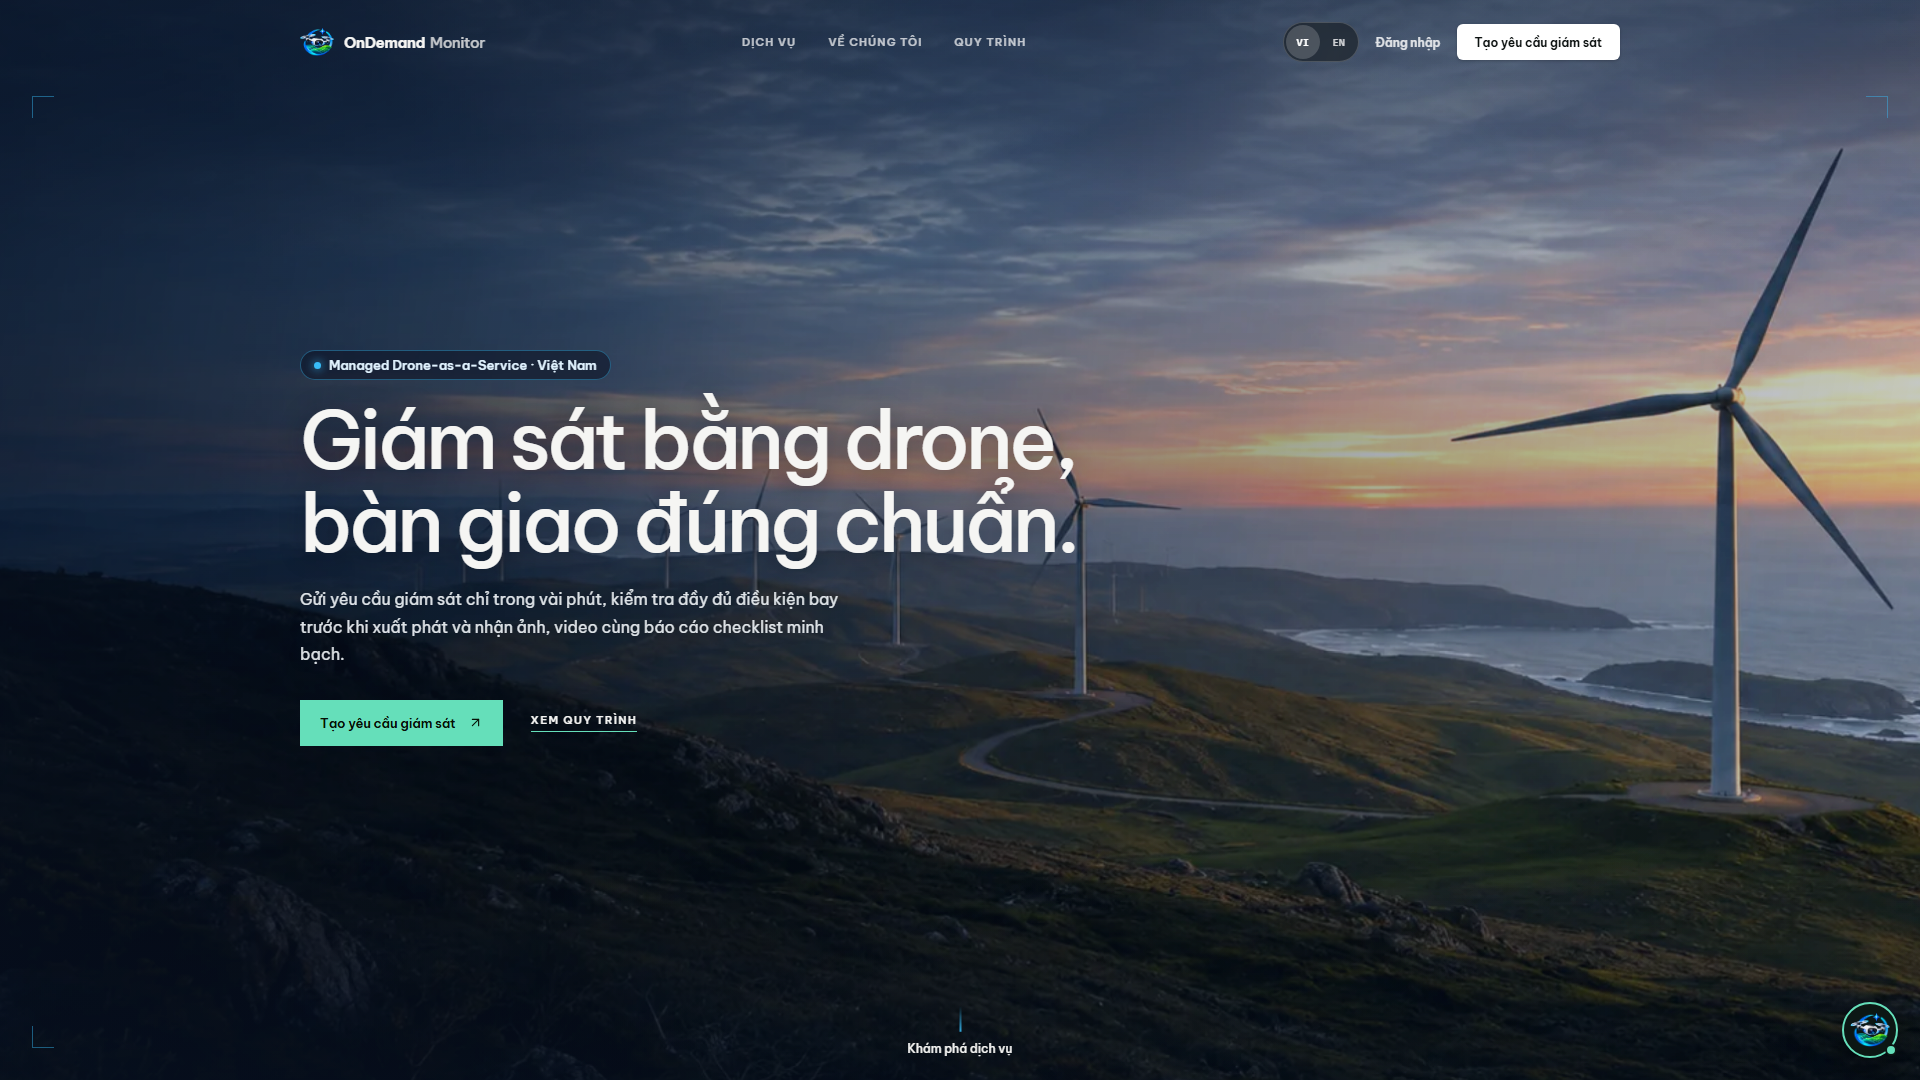 OnDemand Monitor
DỊCH VỤ
VỀ CHÚNG TÔI
QUY TRÌNH
VI
EN
Đăng nhập
Tạo yêu cầu giám sát
Managed Drone-as-a-Service · Việt Nam
Giám sát bằng drone,
bàn giao đúng chuẩn.
Gửi yêu cầu giám sát chỉ trong vài phút, kiểm tra đầy đủ điều kiện bay
trước khi xuất phát và nhận ảnh, video cùng báo cáo checklist minh
bạch.
Tạo yêu cầu giám sát
XEM QUY TRÌNH
Khám phá dịch vụ